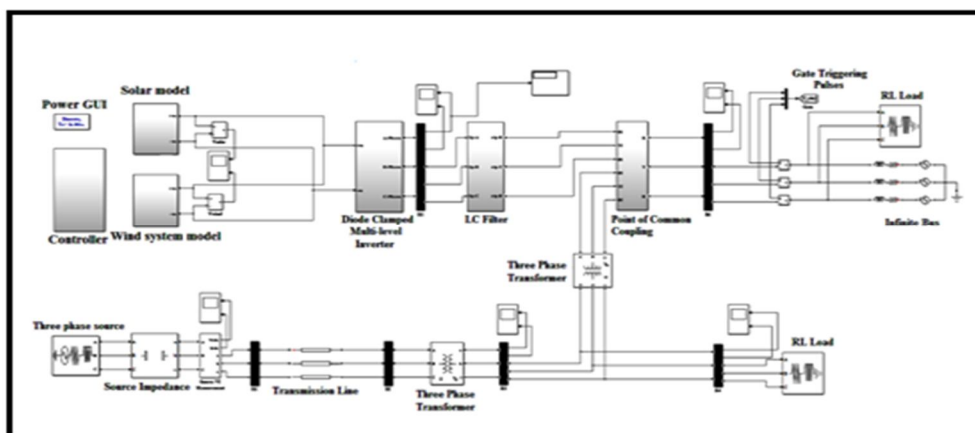 Solar model
Power GUI
Controller
Wind system model
Diode Clamped
Multi-level
Inverter
LC Filter
Point of Common
Coupling
Gate Triggering
Pulses
RL Load
Infinite Bus
Three Phase
Transformer
Three phase source
Source Impedance
Transmission Line
Three Phase
Transformer
RL Load